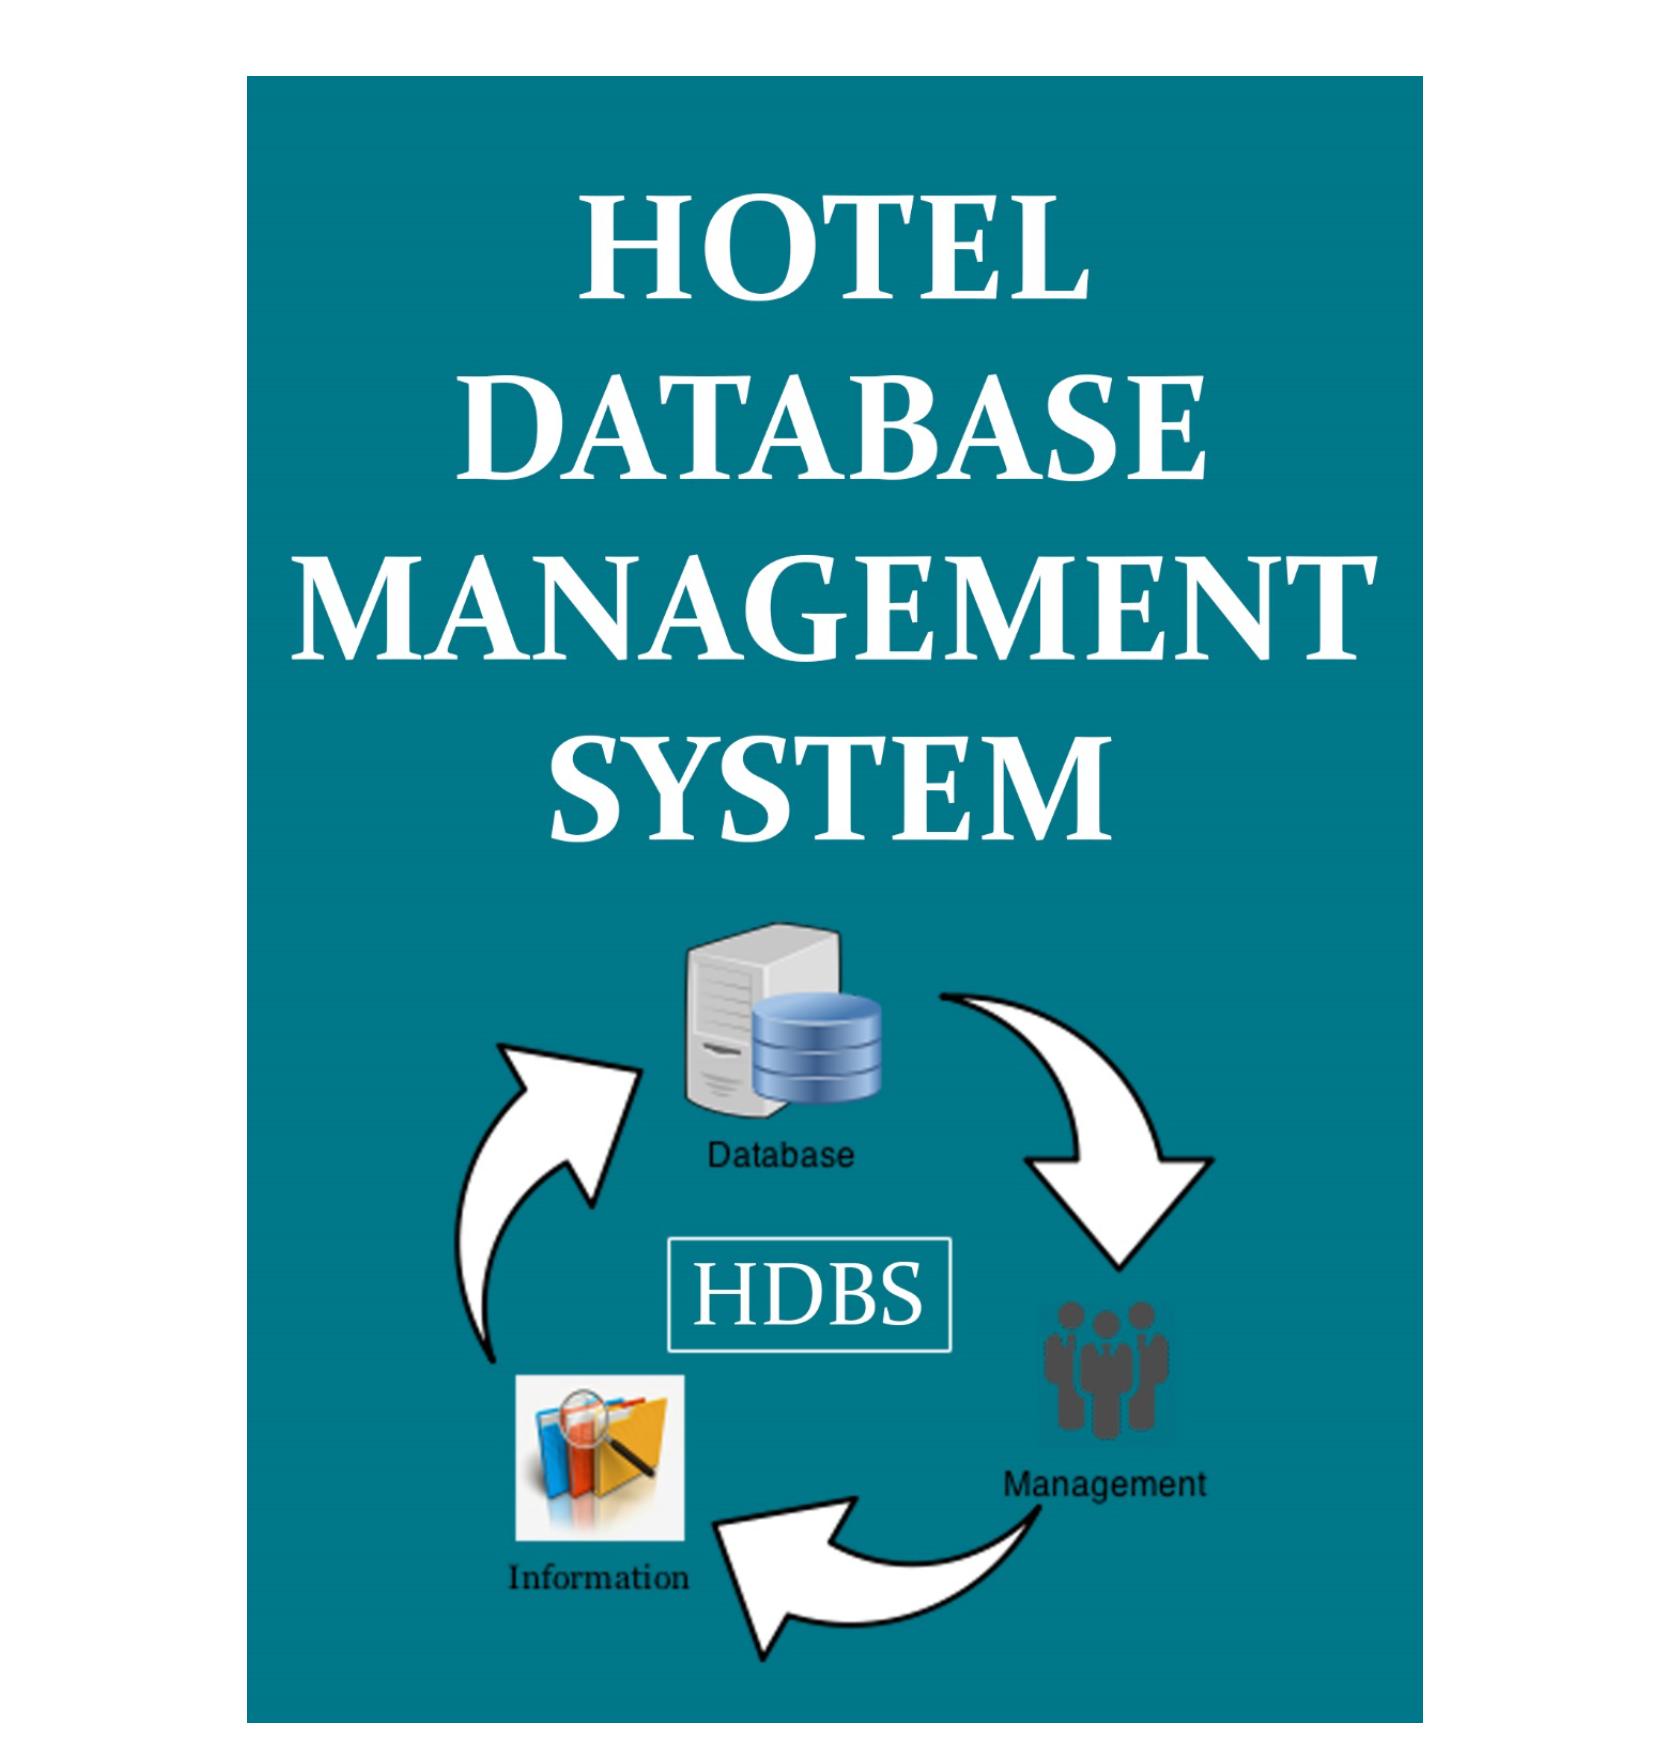 HOTEL
DATABASE
MANAGEMENT
SYSTEM
Database
HDBS
Management
Information